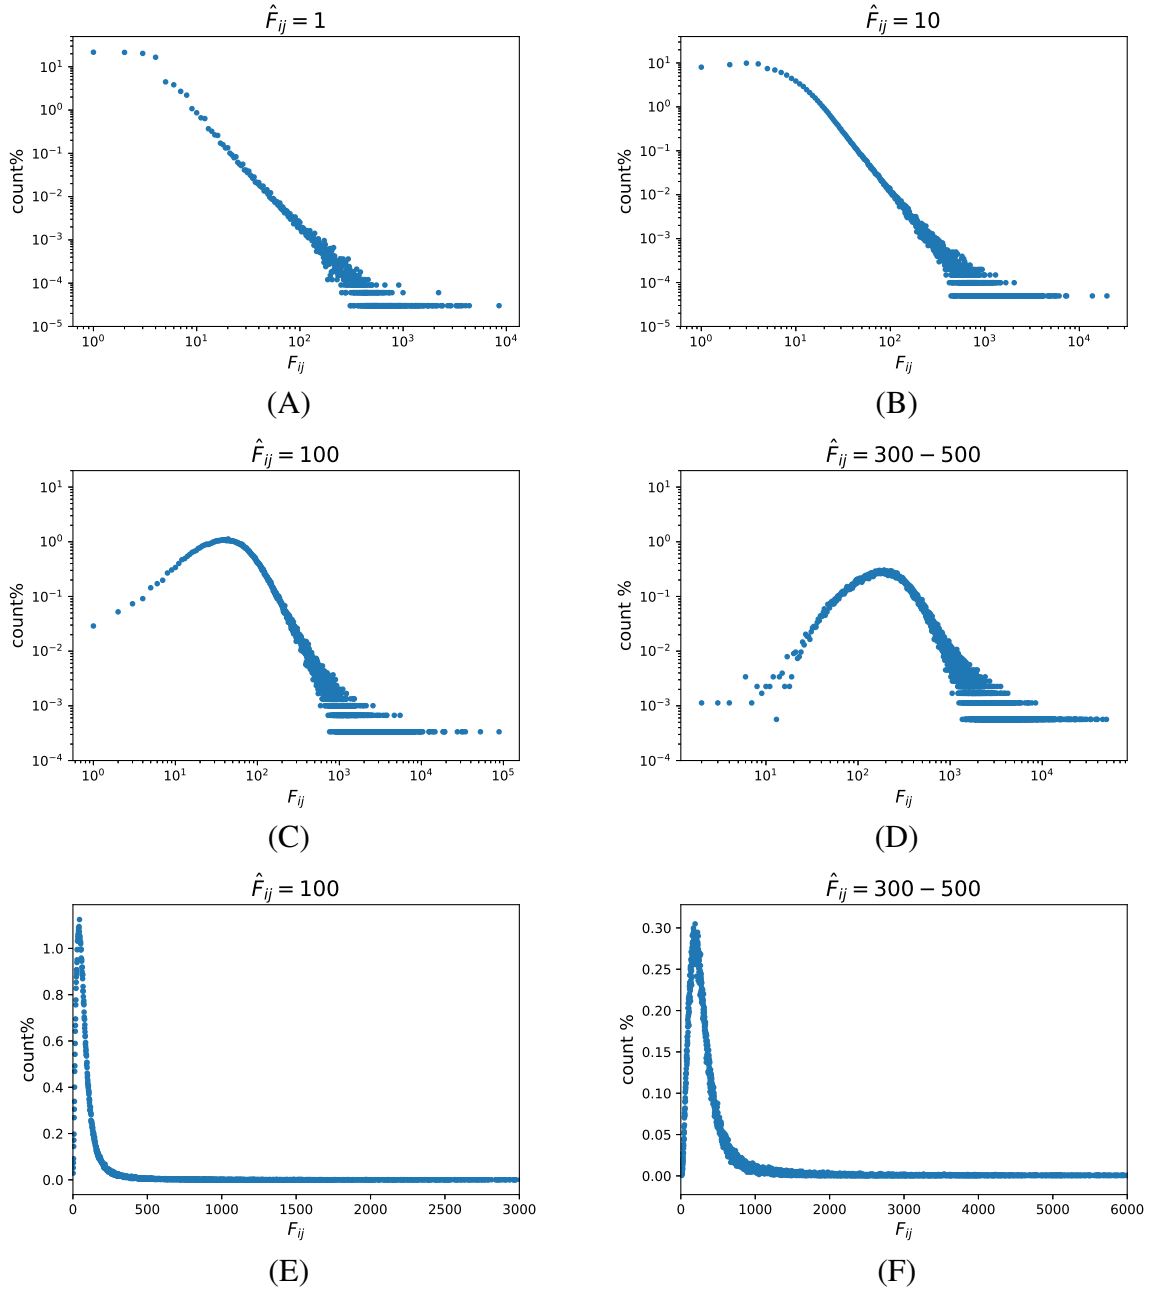 F̂ij = 1
10¹
10⁰
10⁻¹
10⁻²
10⁻³
10⁻⁴
10⁻⁵
count%
10⁰ 10¹ 10² 10³ 10⁴
Fij
(A)
F̂ij = 10
10¹
10⁰
10⁻¹
10⁻²
10⁻³
10⁻⁴
10⁻⁵
count%
10⁰ 10¹ 10² 10³ 10⁴
Fij
(B)
F̂ij = 100
10¹
10⁰
10⁻¹
10⁻²
10⁻³
10⁻⁴
count%
10⁰ 10¹ 10² 10³ 10⁴ 10⁵
Fij
(C)
F̂ij = 300 − 500
10¹
10⁰
10⁻¹
10⁻²
10⁻³
10⁻⁴
count %
10¹ 10² 10³ 10⁴
Fij
(D)
F̂ij = 100
1.0
0.8
0.6
0.4
0.2
0.0
count%
0 500 1000 1500 2000 2500 3000
Fij
(E)
F̂ij = 300 − 500
0.30
0.25
0.20
0.15
0.10
0.05
0.00
count %
0 1000 2000 3000 4000 5000 6000
Fij
(F)